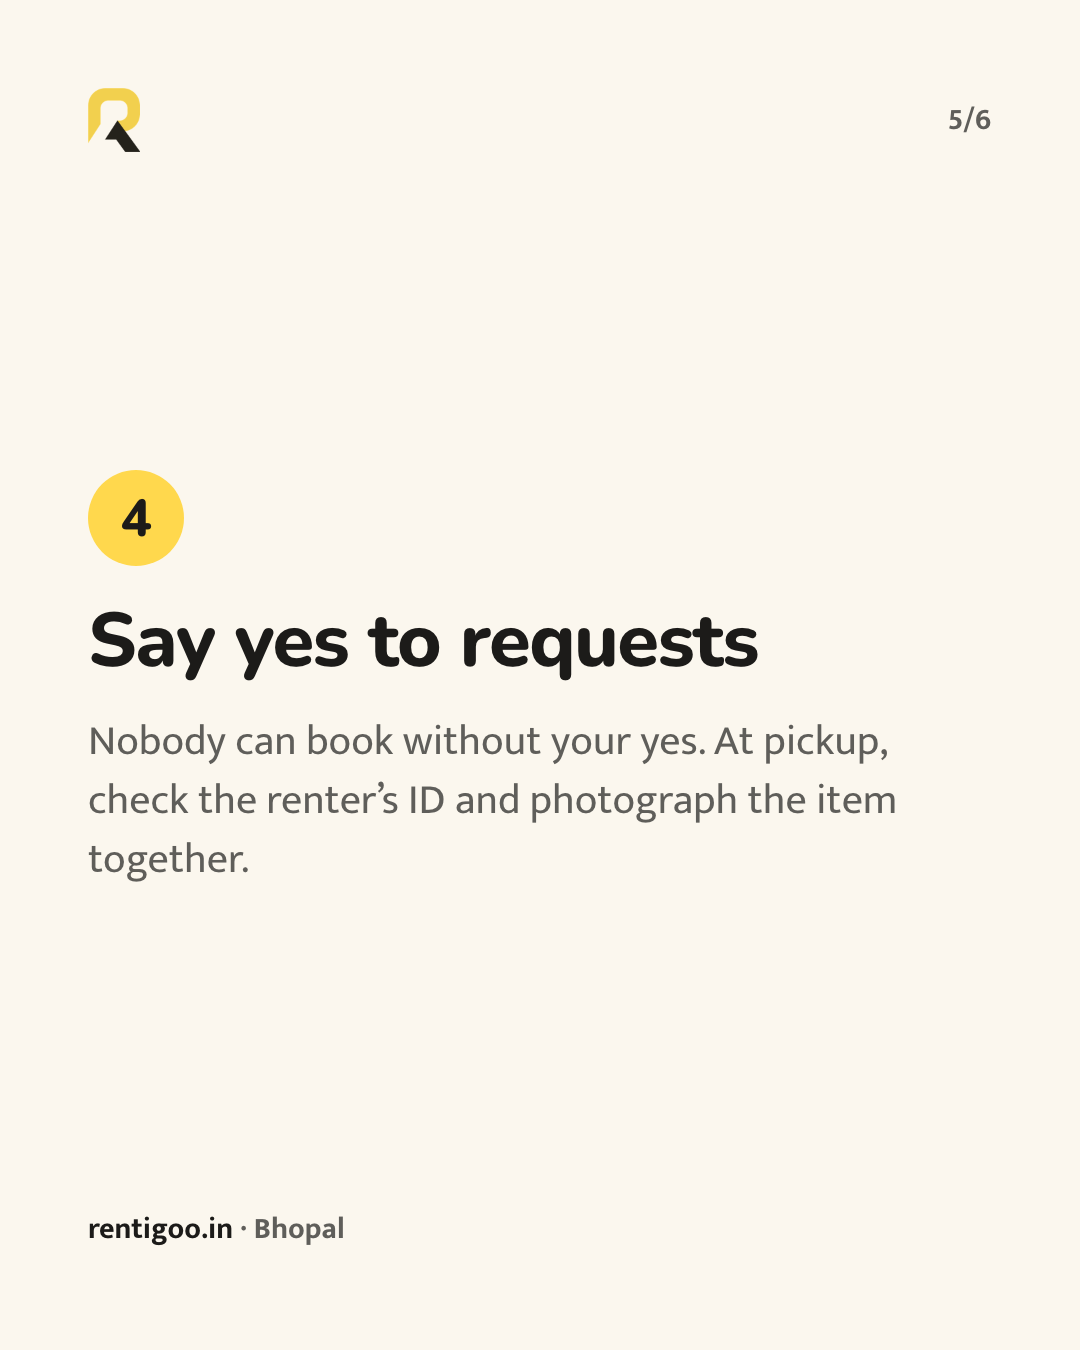 5/6
4
Say yes to requests
Nobody can book without your yes. At pickup,
check the renter’s ID and photograph the item
together.
rentigoo.in · Bhopal